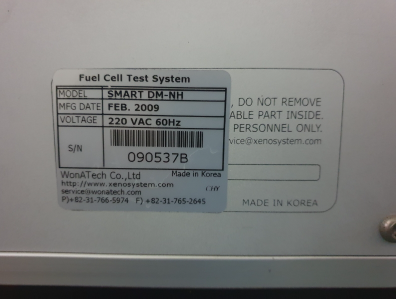 Fuel Cell Test System
MODEL SMART DM-NH
MFG DATE FEB. 2009
VOLTAGE 220 VAC 60Hz
S/N 090537B
WonATech Co.,Ltd Made in Korea
http://www.xenosystem.com
service@wonatech.com
P)+82-31-766-5974 F) +82-31-765-2645
, DO NOT REMOVE
ABLE PART INSIDE.
PERSONNEL ONLY.
vice@xenosystem.com
MADE IN KOREA